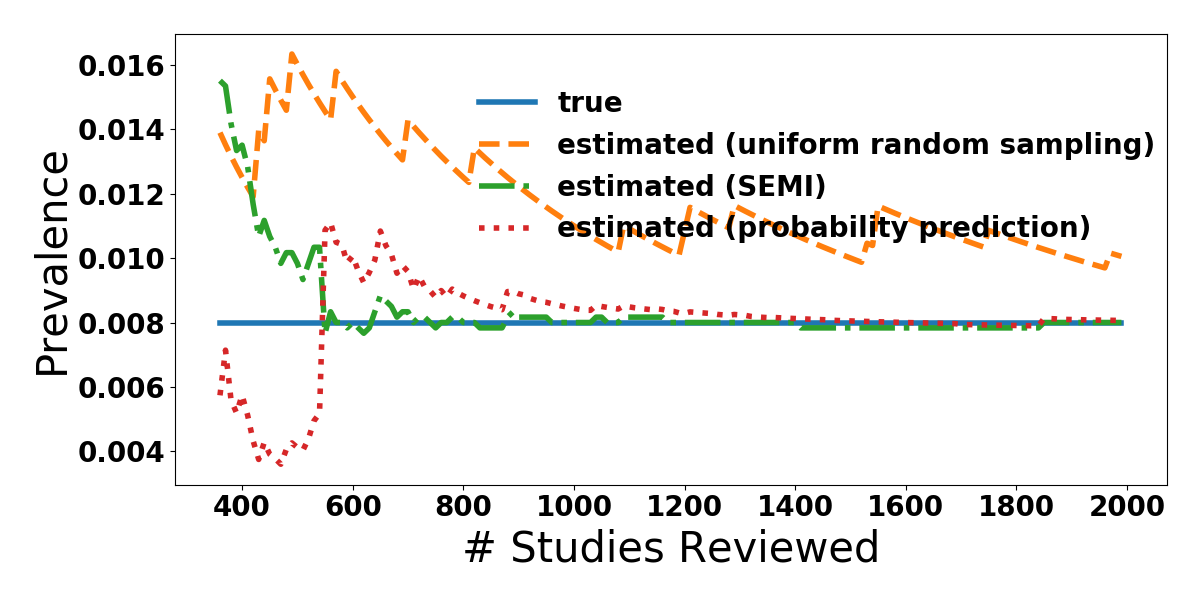 0.016
0.014
0.012
0.010
0.008
0.006
0.004
Prevalence
true
estimated (uniform random sampling)
estimated (SEMI)
estimated (probability prediction)
400 600 800 1000 1200 1400 1600 1800 2000
# Studies Reviewed